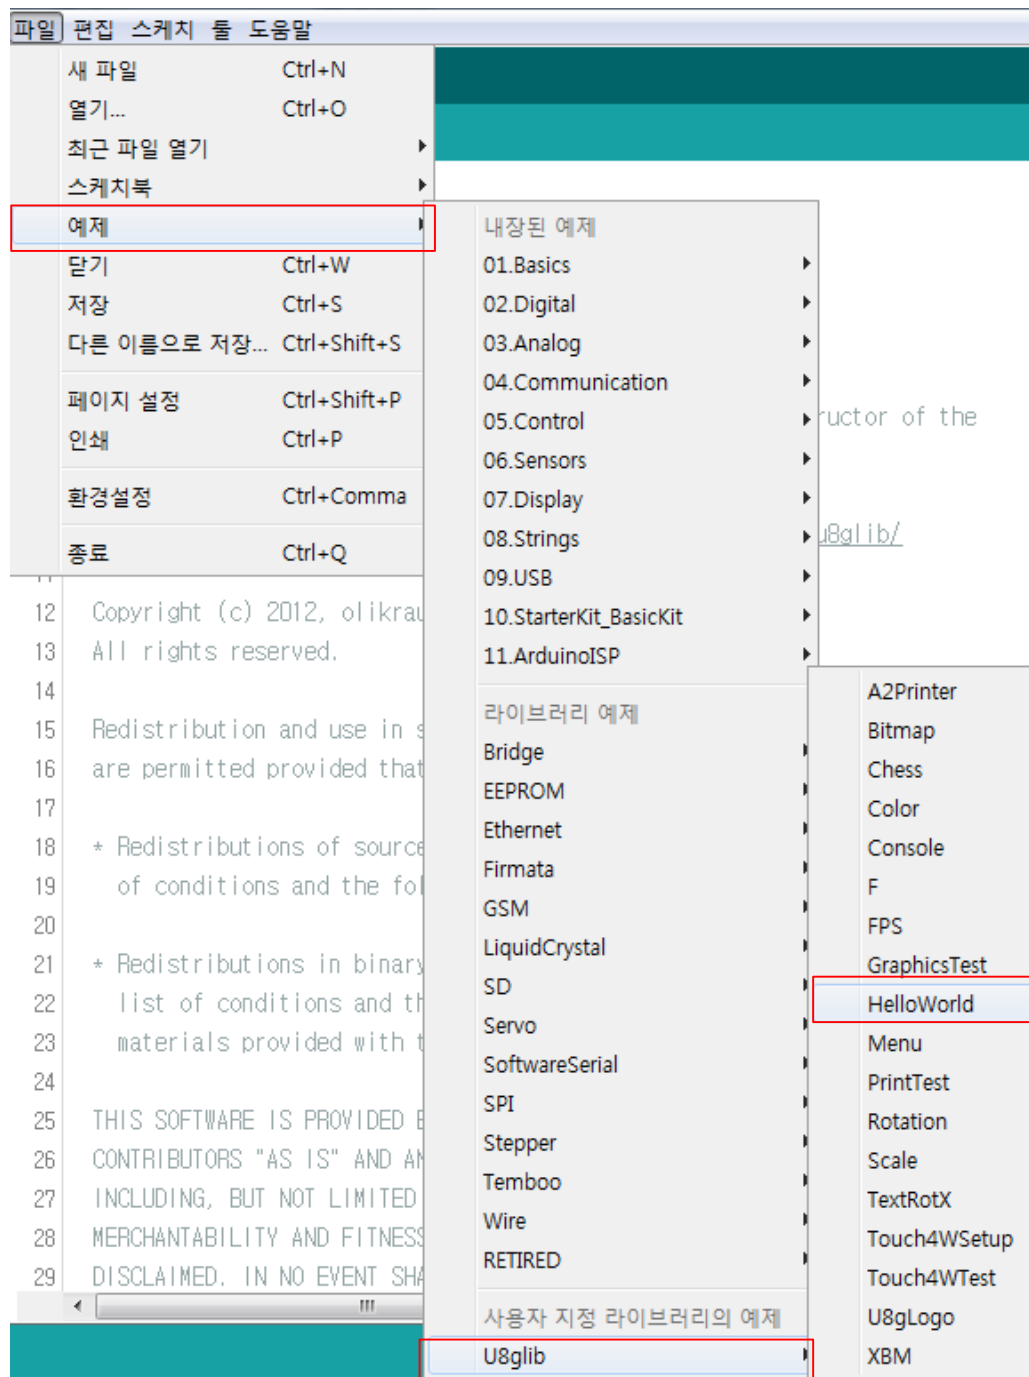 파일 편집 스케치 툴 도움말
새 파일 Ctrl+N
열기... Ctrl+O
최근 파일 열기
스케치북
예제
닫기 Ctrl+W
저장 Ctrl+S
다른 이름으로 저장... Ctrl+Shift+S
페이지 설정 Ctrl+Shift+P
인쇄 Ctrl+P
환경설정 Ctrl+Comma
종료 Ctrl+Q
내장된 예제
01.Basics
02.Digital
03.Analog
04.Communication
05.Control
06.Sensors
07.Display
08.Strings
09.USB
10.StarterKit_BasicKit
11.ArduinoISP
라이브러리 예제
Bridge
EEPROM
Ethernet
Firmata
GSM
LiquidCrystal
SD
Servo
SoftwareSerial
SPI
Stepper
Temboo
Wire
RETIRED
사용자 지정 라이브러리의 예제
U8glib
A2Printer
Bitmap
Chess
Color
Console
F
FPS
GraphicsTest
HelloWorld
Menu
PrintTest
Rotation
Scale
TextRotX
Touch4WSetup
Touch4WTest
U8gLogo
XBM
ructor of the
u8glib/
12 Copyright (c) 2012, olikrau
13 All rights reserved.
14
15 Redistribution and use in s
16 are permitted provided that
17
18 * Redistributions of source
19 of conditions and the fol
20
21 * Redistributions in binary
22 list of conditions and th
23 materials provided with t
24
25 THIS SOFTWARE IS PROVIDED B
26 CONTRIBUTORS "AS IS" AND AN
27 INCLUDING, BUT NOT LIMITED
28 MERCHANTABILITY AND FITNESS
29 DISCLAIMED. IN NO EVENT SHA